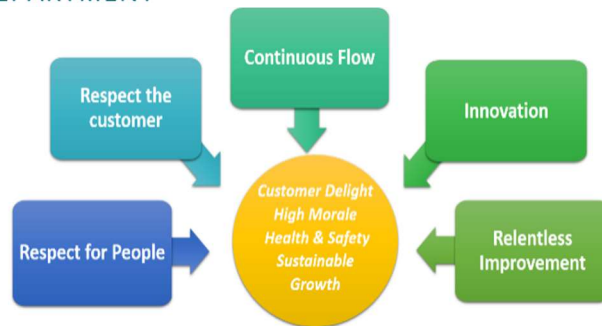 Continuous Flow
Respect the
customer
Innovation
Customer Delight
High Morale
Health & Safety
Sustainable
Growth
Respect for People
Relentless
Improvement